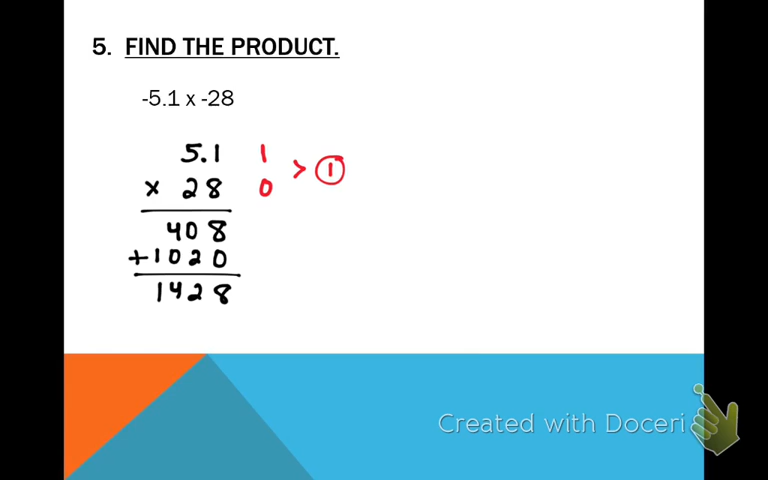 5. FIND THE PRODUCT.
-5.1 x -28
5.1 1
x 28 0 > 1
408
+1020
1428
Created with Doceri